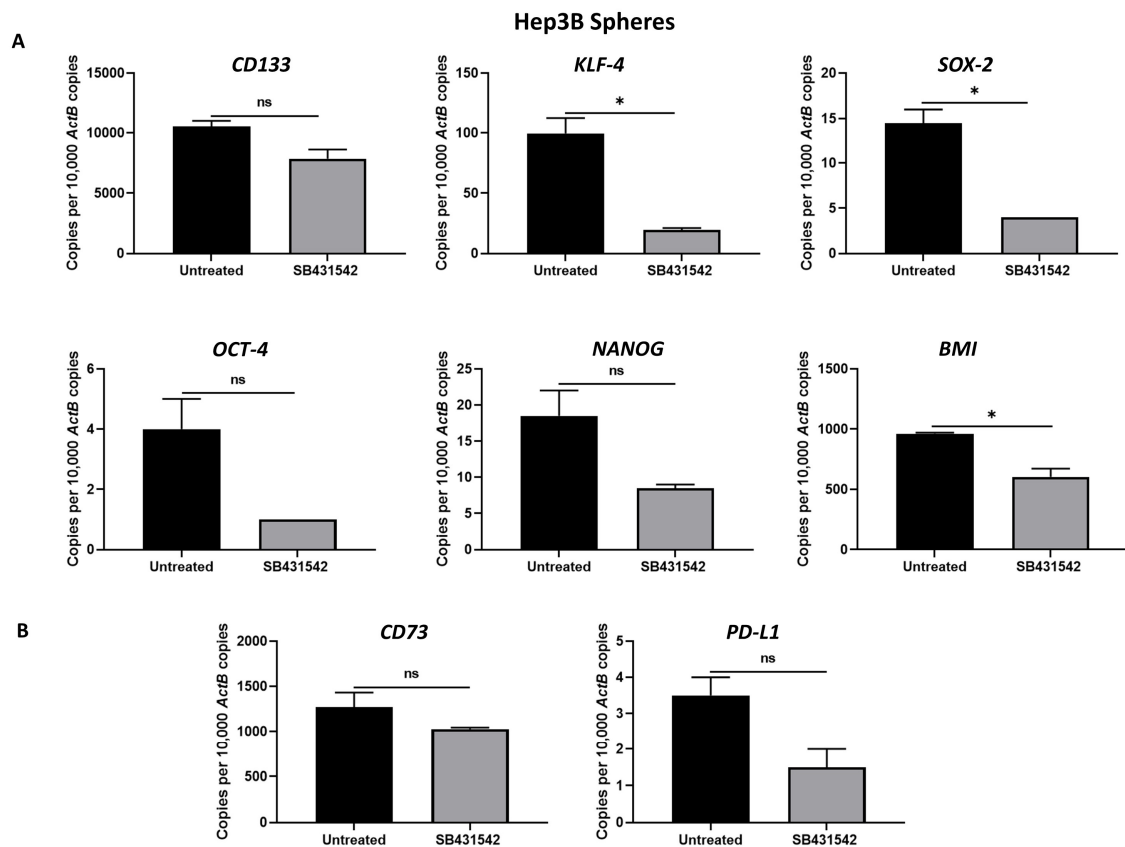 Hep3B Spheres
A
CD133
Copies per 10,000 ActB copies
15000
10000
5000
0
ns
Untreated
SB431542
KLF-4
Copies per 10,000 ActB copies
150
100
50
0
*
Untreated
SB431542
SOX-2
Copies per 10,000 ActB copies
20
15
10
5
0
*
Untreated
SB431542
OCT-4
Copies per 10,000 ActB copies
6
4
2
0
ns
Untreated
SB431542
NANOG
Copies per 10,000 ActB copies
25
20
15
10
5
0
ns
Untreated
SB431542
BMI
Copies per 10,000 ActB copies
1500
1000
500
0
*
Untreated
SB431542
B
CD73
Copies per 10,000 ActB copies
2000
1500
1000
500
0
ns
Untreated
SB431542
PD-L1
Copies per 10,000 ActB copies
5
4
3
2
1
0
ns
Untreated
SB431542